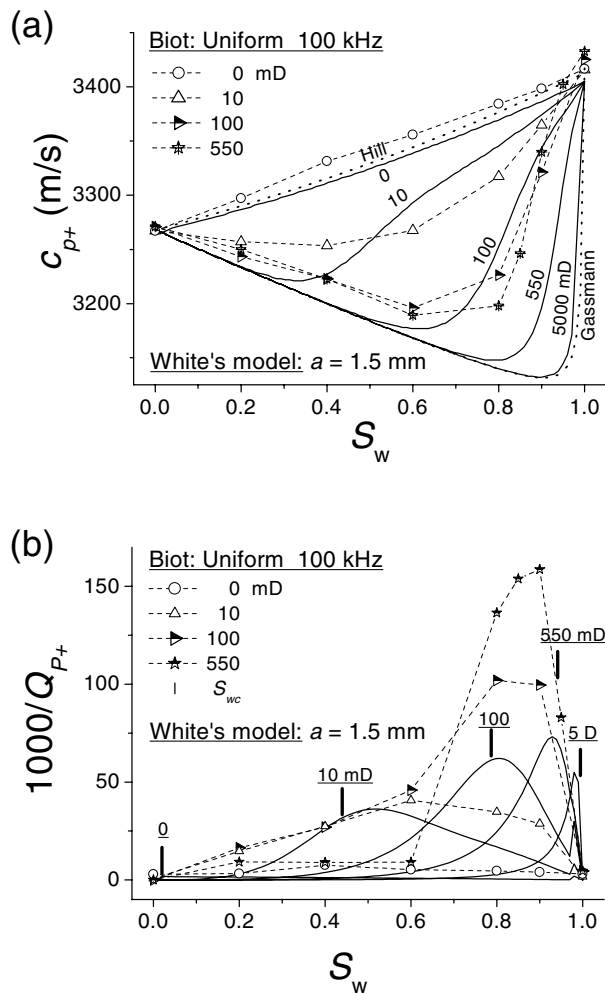 (a)
Biot: Uniform 100 kHz
0 mD
10
100
550
Hill
0
10
100
550
5000 mD
Gassmann
White's model: a = 1.5 mm
3400
3300
3200
c_{p+} (m/s)
0.0 0.2 0.4 0.6 0.8 1.0
S_w
(b)
Biot: Uniform 100 kHz
0 mD
10
100
550
S_{wc}
White's model: a = 1.5 mm
550 mD
5 D
100
10 mD
0
150
100
50
0
1000/Q_{P+}
0.0 0.2 0.4 0.6 0.8 1.0
S_w